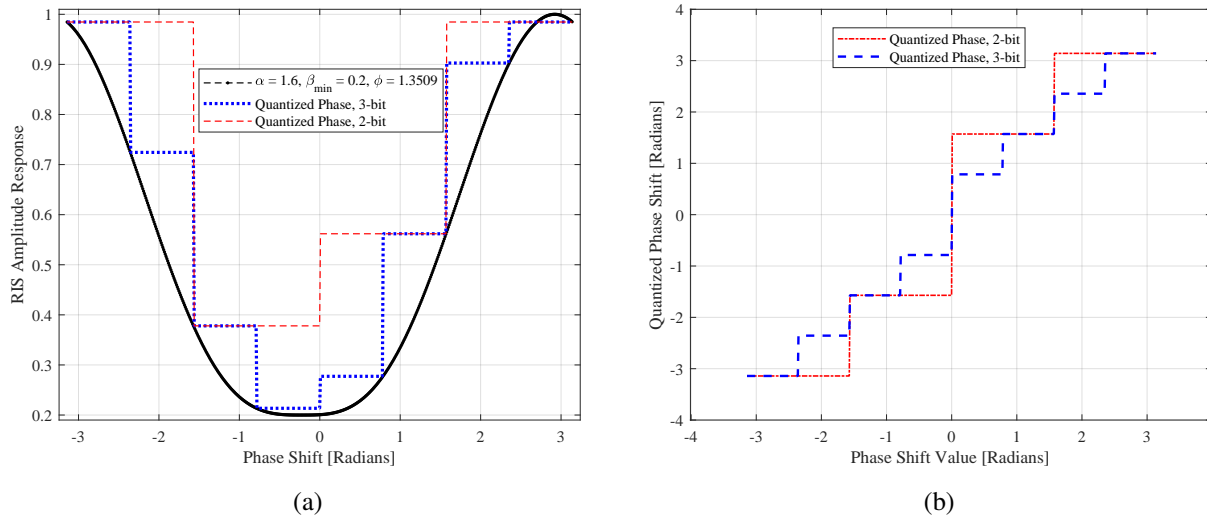 1
0.9
0.8
0.7
0.6
0.5
0.4
0.3
0.2
RIS Amplitude Response
α = 1.6, β_min = 0.2, ϕ = 1.3509
Quantized Phase, 3-bit
Quantized Phase, 2-bit
-3 -2 -1 0 1 2 3
Phase Shift [Radians]
(a)
4
3
2
1
0
-1
-2
-3
-4
Quantized Phase Shift [Radians]
Quantized Phase, 2-bit
Quantized Phase, 3-bit
-4 -3 -2 -1 0 1 2 3
Phase Shift Value [Radians]
(b)